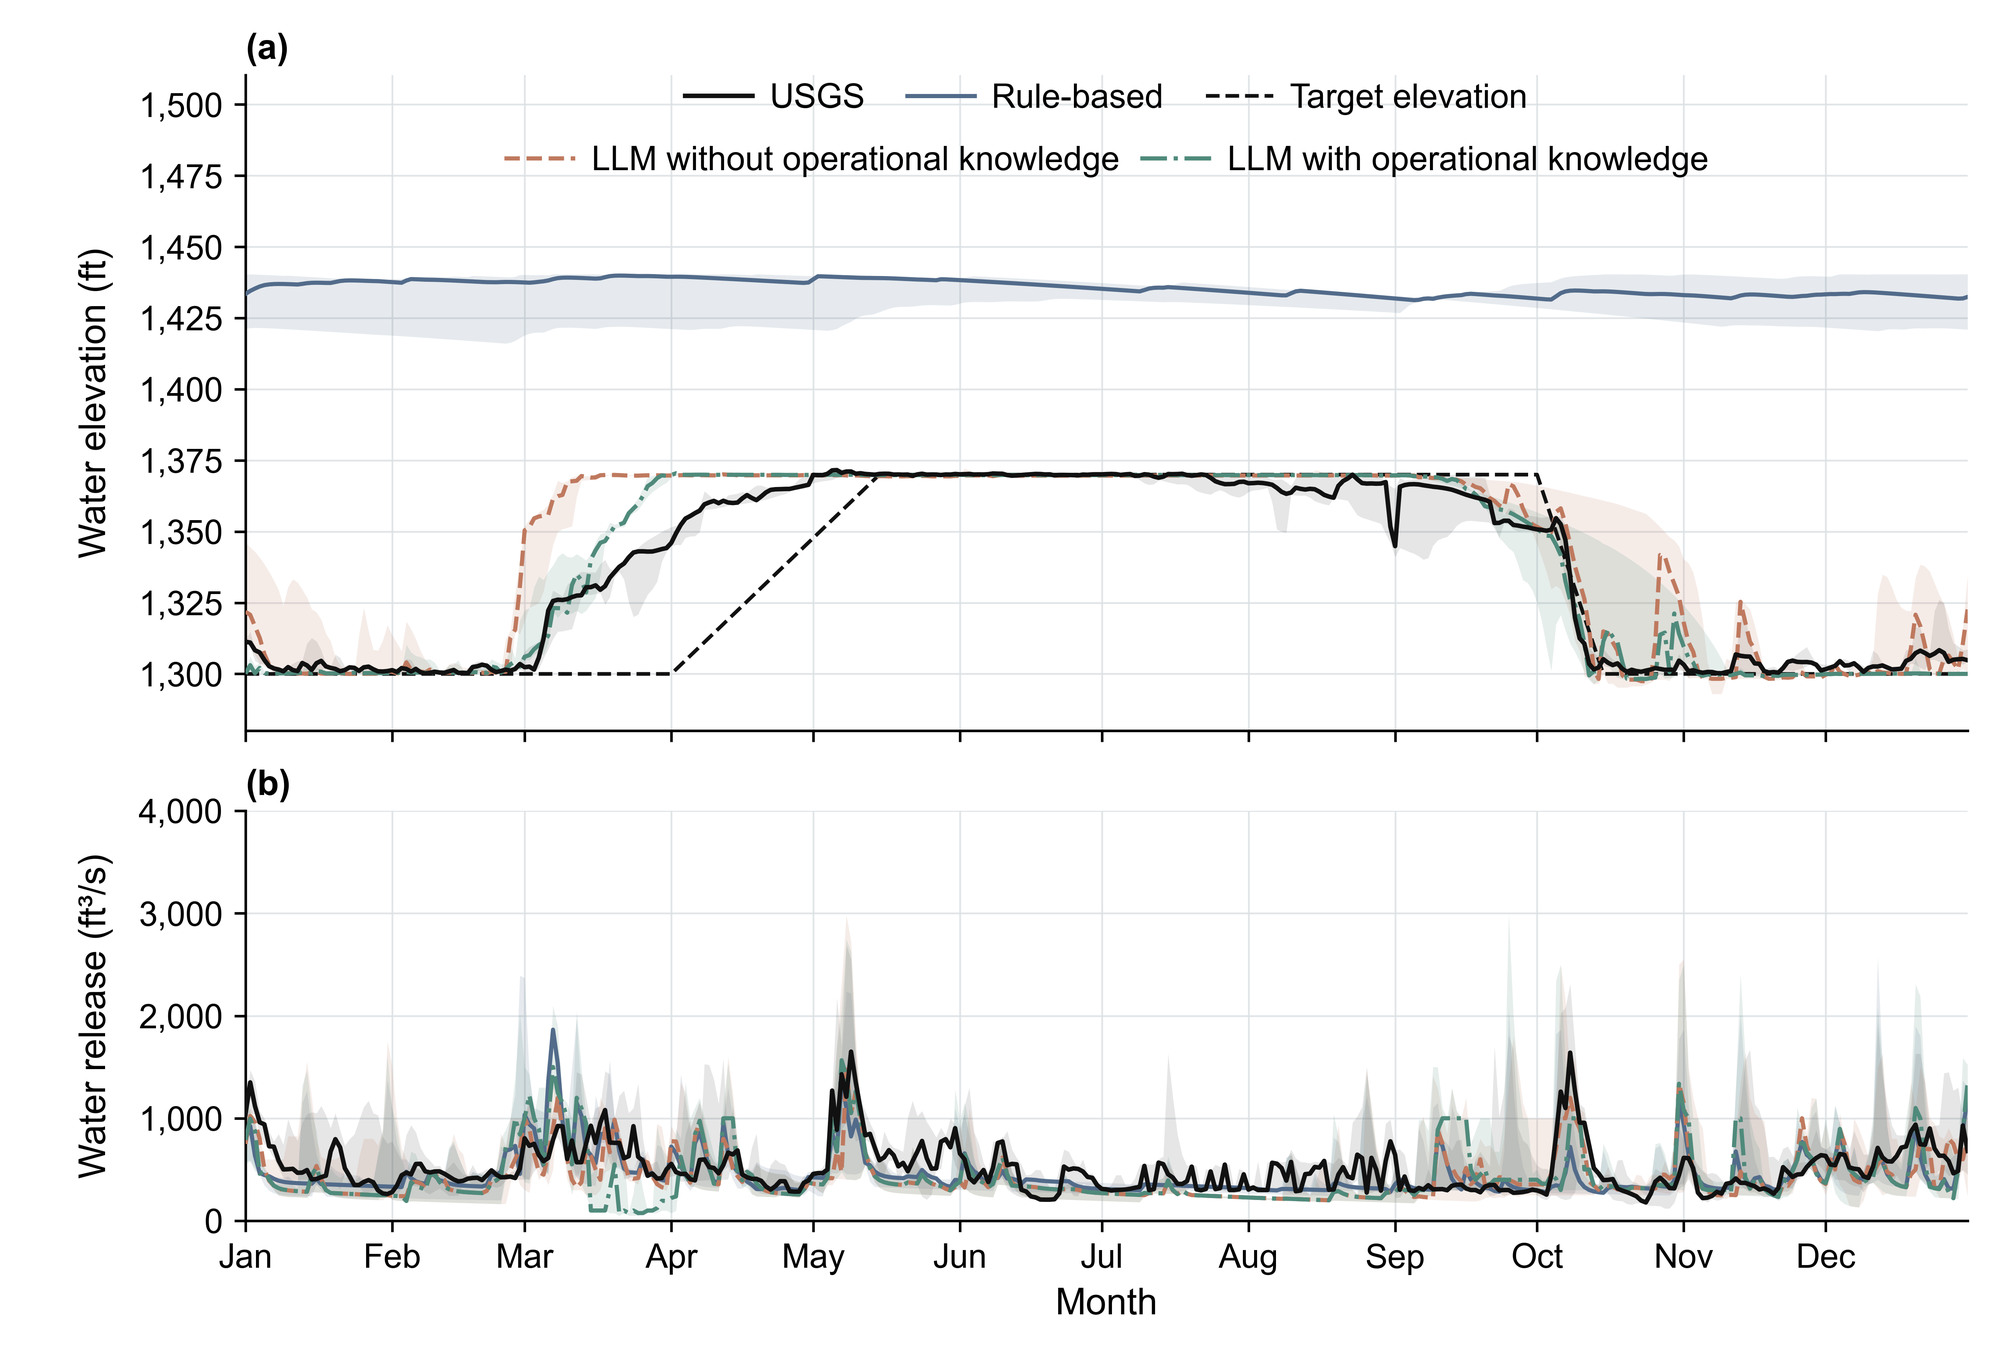 (a)
USGS Rule-based Target elevation
LLM without operational knowledge LLM with operational knowledge
Water elevation (ft)
1,500
1,475
1,450
1,425
1,400
1,375
1,350
1,325
1,300
(b)
Water release (ft³/s)
4,000
3,000
2,000
1,000
0
Jan Feb Mar Apr May Jun Jul Aug Sep Oct Nov Dec
Month